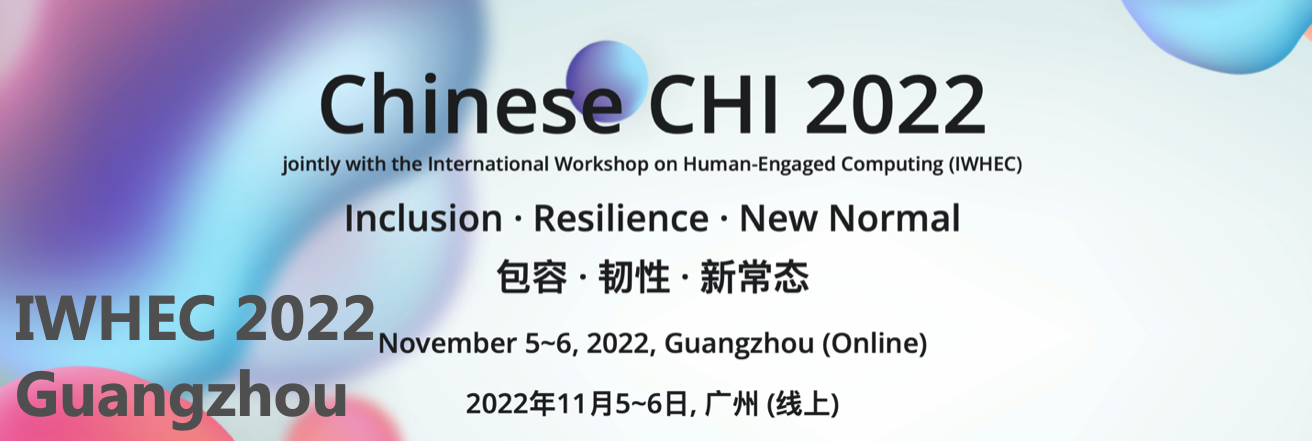 Chinese CHI 2022
jointly with the International Workshop on Human-Engaged Computing (IWHEC)
Inclusion · Resilience · New Normal
包容 · 韧性 · 新常态
IWHEC 2022
Guangzhou
November 5~6, 2022, Guangzhou (Online)
2022年11月5~6日, 广州 (线上)